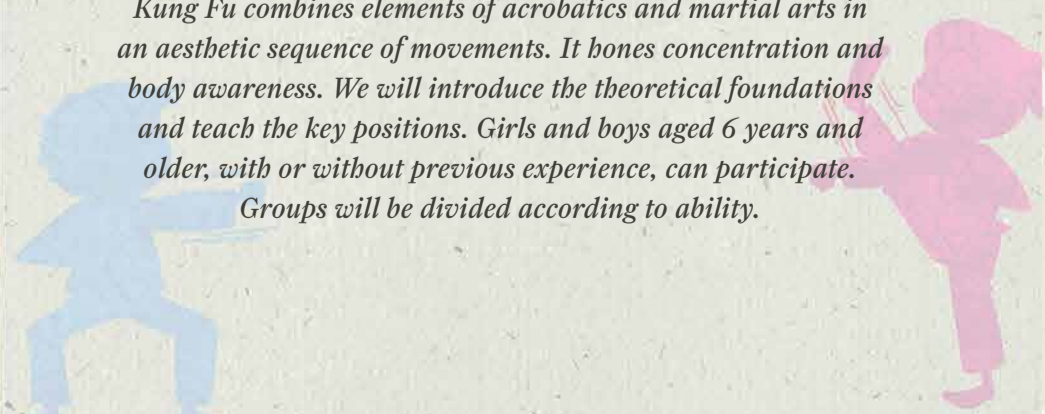 Kung Fu combines elements of acrobatics and martial arts in
an aesthetic sequence of movements. It hones concentration and
body awareness. We will introduce the theoretical foundations
and teach the key positions. Girls and boys aged 6 years and
older, with or without previous experience, can participate.
Groups will be divided according to ability.